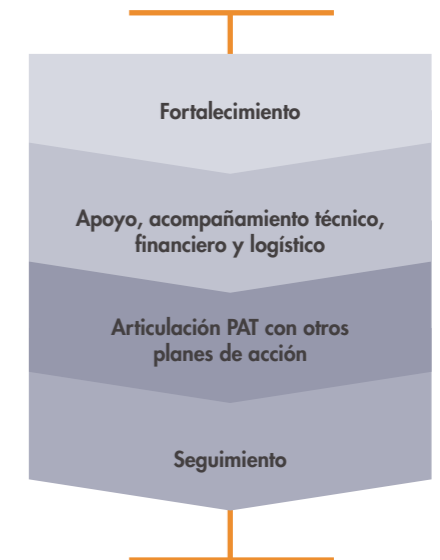 Fortalecimiento
Apoyo, acompañamiento técnico,
financiero y logístico
Articulación PAT con otros
planes de acción
Seguimiento